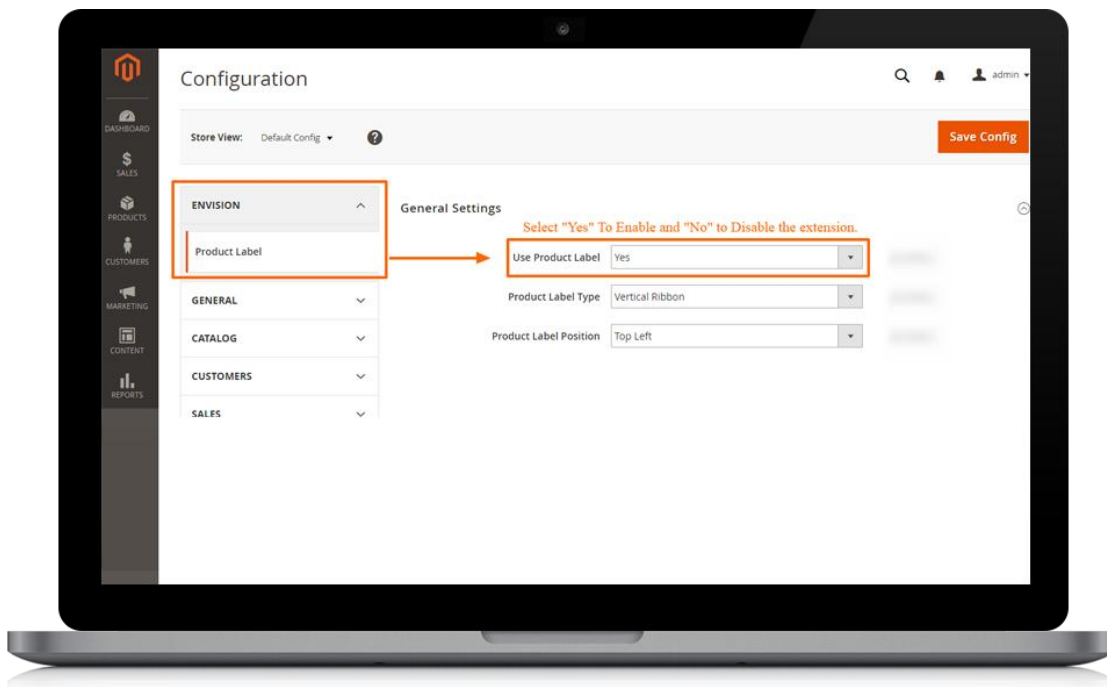 Configuration
admin
DASHBOARD
Store View: Default Config
?
Save Config
$
SALES
ENVISION
General Settings
PRODUCTS
Select "Yes" To Enable and "No" to Disable the extension.
Product Label
Use Product Label Yes
CUSTOMERS
GENERAL
Product Label Type Vertical Ribbon
MARKETING
CATALOG
Product Label Position Top Left
CONTENT
CUSTOMERS
REPORTS
SALES